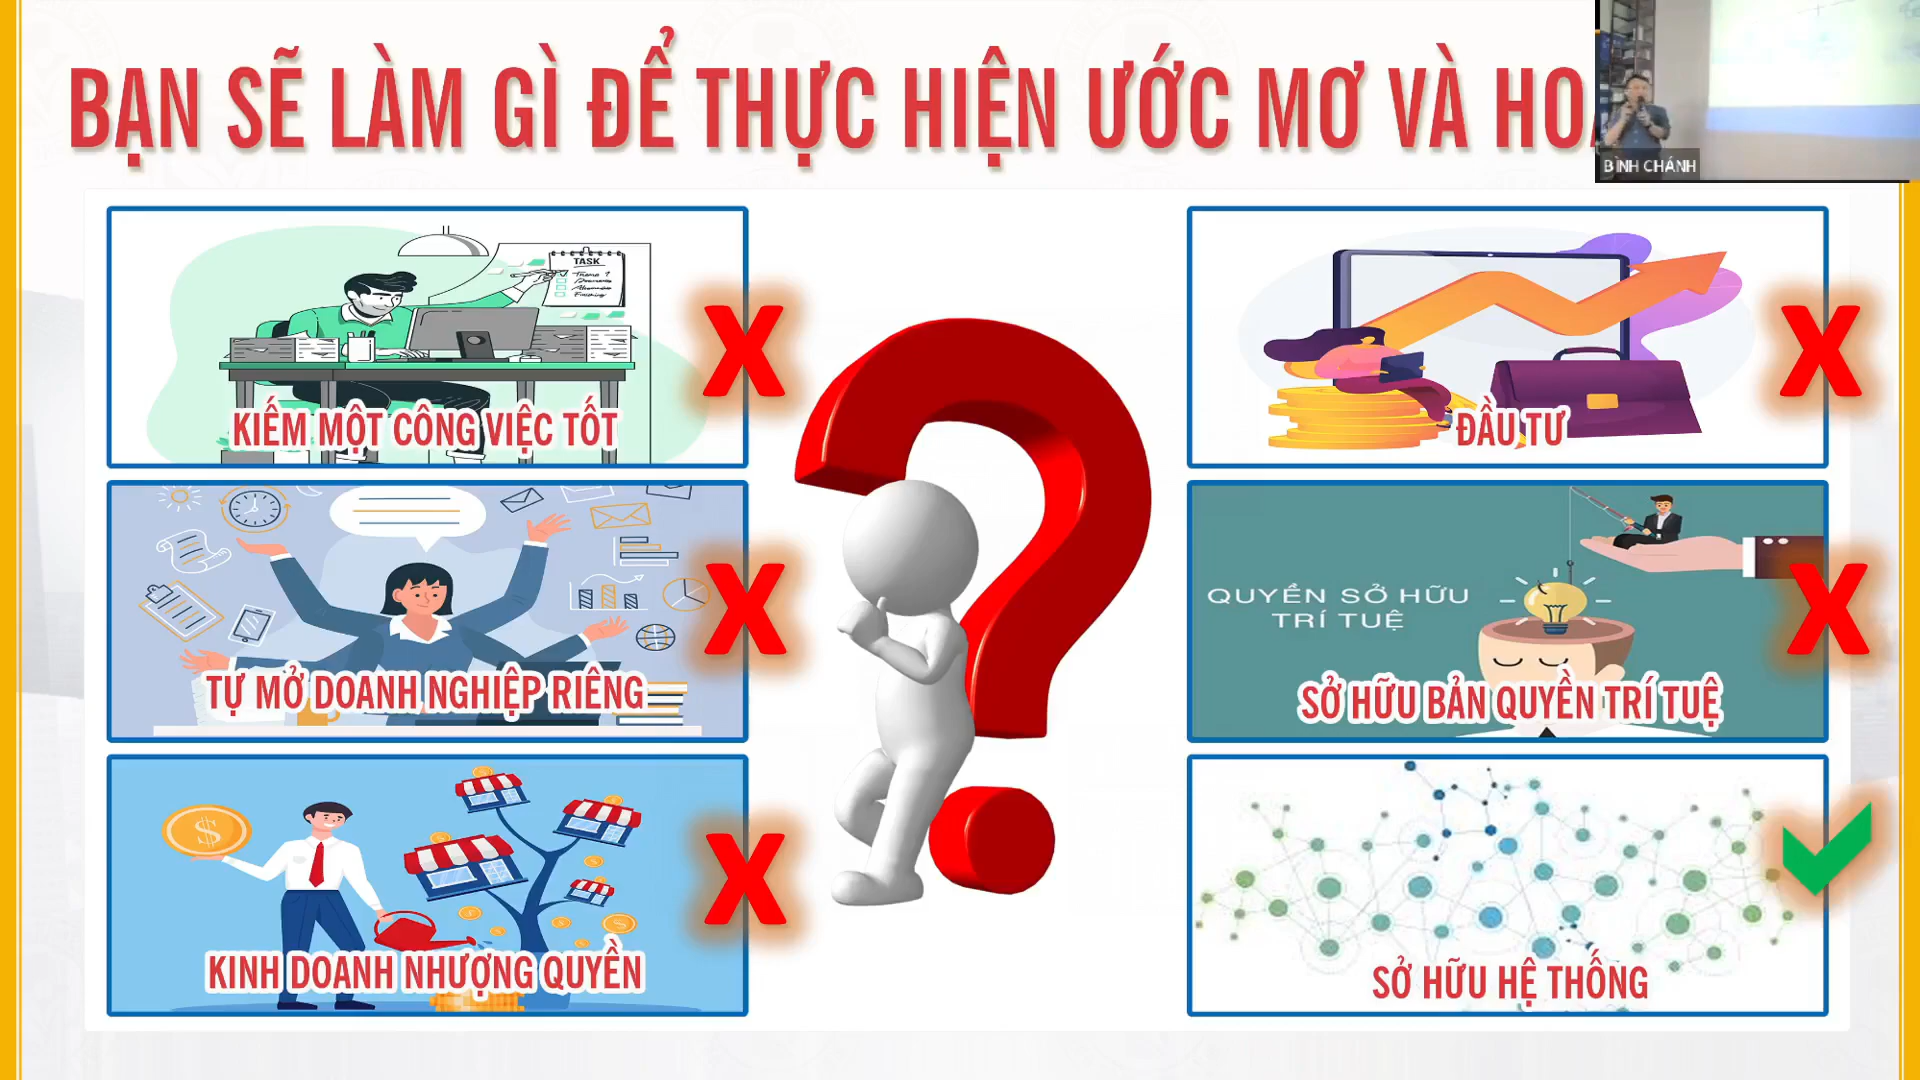 BẠN SẼ LÀM GÌ ĐỂ THỰC HIỆN ƯỚC MƠ VÀ
BÌNH CHÁNH
TASK
KIẾM MỘT CÔNG VIỆC TỐT
X
ĐẦU TƯ
X
TỰ MỞ DOANH NGHIỆP RIÊNG
X
QUYỀN SỞ HỮU
TRÍ TUỆ
SỞ HỮU BẢN QUYỀN TRÍ TUỆ
X
$
KINH DOANH NHƯỢNG QUYỀN
X
SỞ HỮU HỆ THỐNG
?